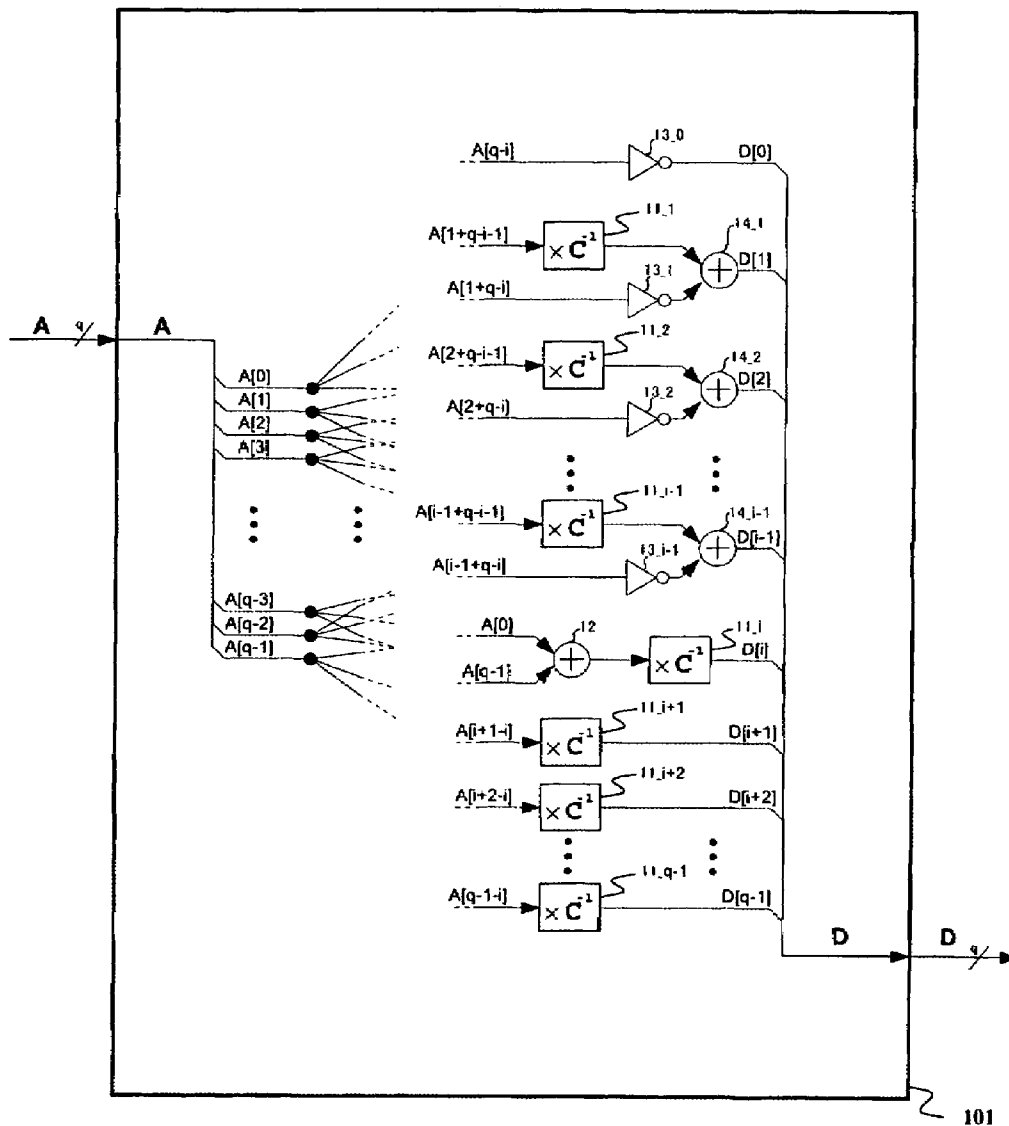 13_0
A[q-i]
D[0]
11_1
14_1
A[1+q-i-1]
× C⁻¹
D[1]
13_1
A[1+q-i]
A q
A
11_2
14_2
A[2+q-i-1]
× C⁻¹
D[2]
A[0]
13_2
A[1]
A[2+q-i]
A[2]
A[3]
11_i-1
14_i-1
A[i-1+q-i-1]
× C⁻¹
D[i-1]
13_i-1
A[i-1+q-i]
A[q-3]
A[q-2]
A[q-1]
A[0]
12
11_i
A[q-1]
× C⁻¹
D[i]
11_i+1
A[i+1-i]
× C⁻¹
D[i+1]
11_i+2
A[i+2-i]
× C⁻¹
D[i+2]
11_q-1
A[q-1-i]
× C⁻¹
D[q-1]
D
D q
101